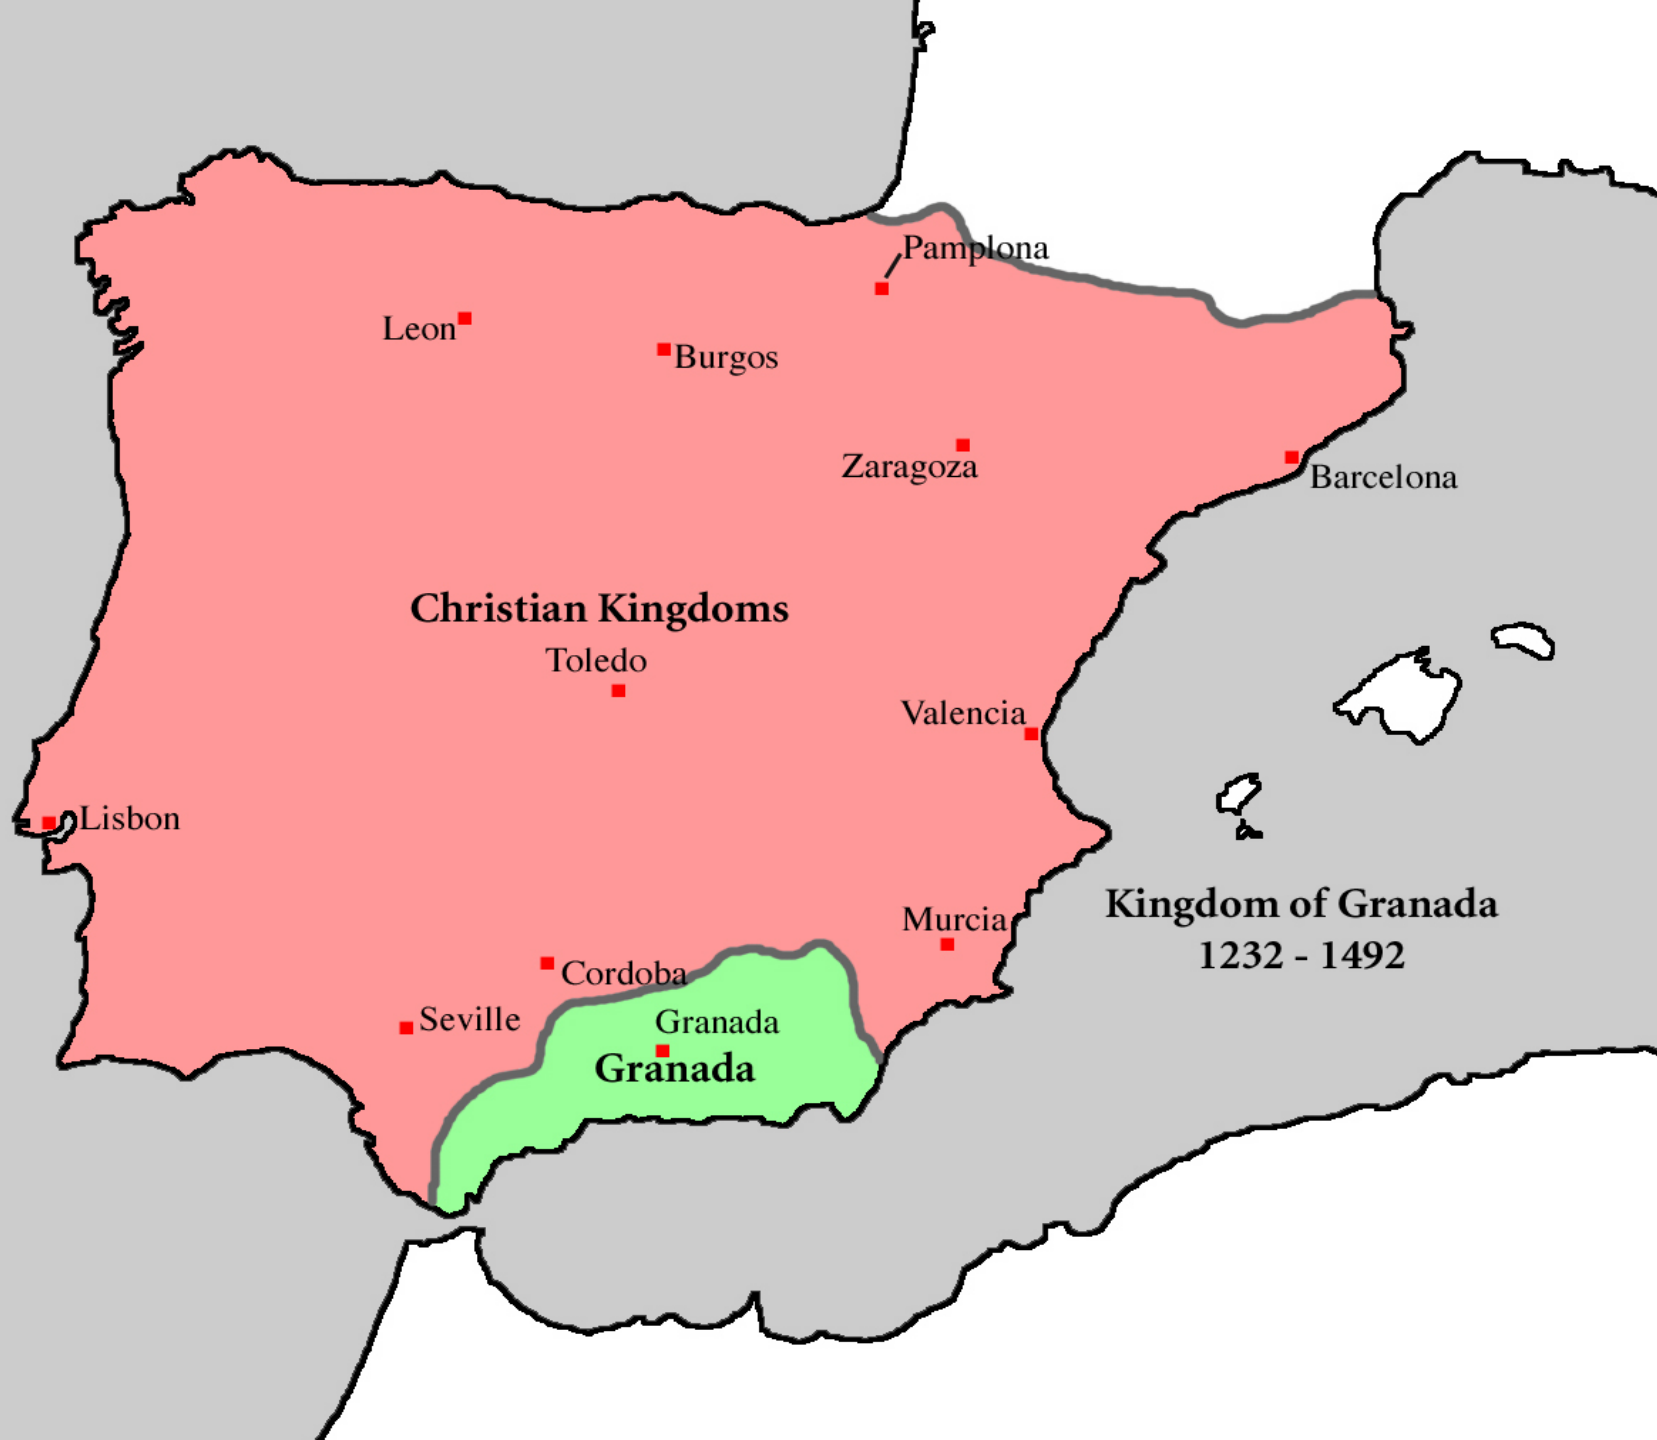 Pamplona
Leon
Burgos
Zaragoza
Barcelona
Christian Kingdoms
Toledo
Valencia
Lisbon
Kingdom of Granada
1232 - 1492
Murcia
Cordoba
Seville
Granada
Granada